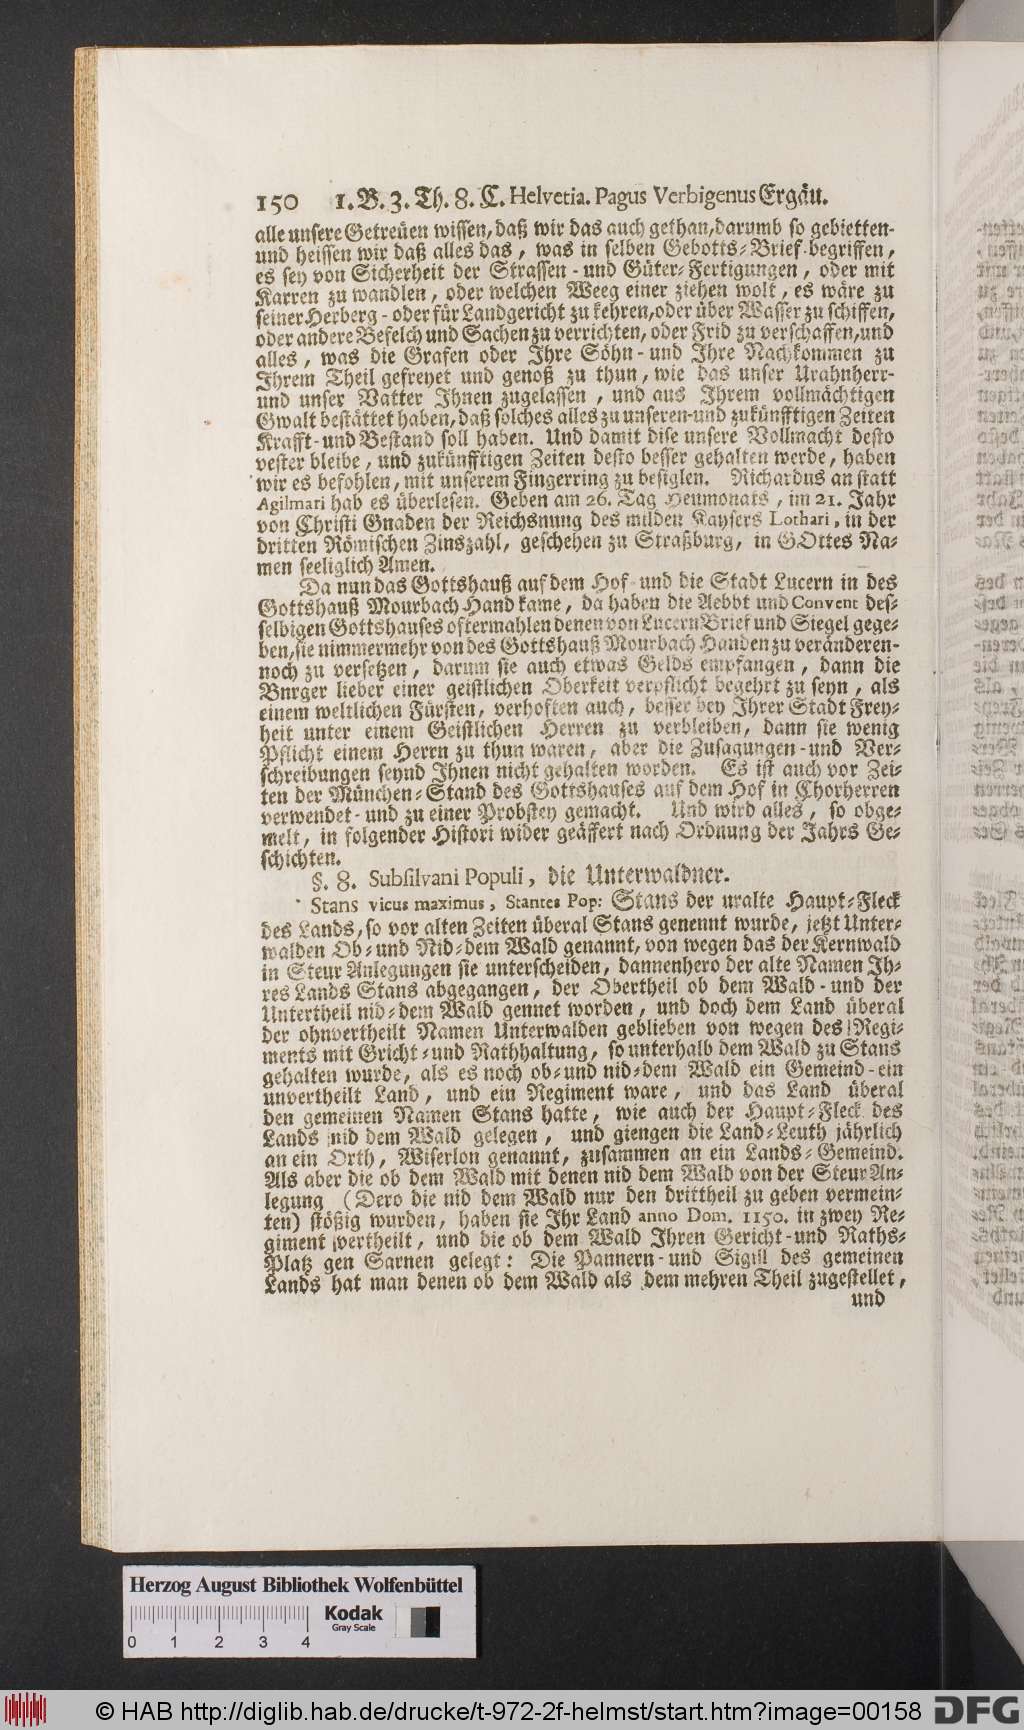 150 1. B. 3. Th. 8. C. Helvetia. Pagus Verbigenus Ergäu.
alle unsere Getreüen wissen, daß wir das auch gethan, darumb so gebietten-
und heissen wir daß alles das, was in selben Gebotts-Brief begriffen,
es sey von Sicherheit der Strassen- und Güter-Fertigungen, oder mit
Karren zu wandlen, oder welchen Weeg einer ziehen wolt, es wäre zu
seiner Herberg- oder für Landgericht zu kehren, oder über Wasser zu schiffen,
oder andere Befelch und Sachen zu verrichten, oder Frid zu verschaffen, und
alles, was die Grafen oder Ihre Söhn- und Ihre Nachkommen zu
Ihrem Theil gefreyet und genoß zu thun, wie das unser Urahnherr-
und unser Vatter Ihnen zugelassen, und aus Ihrem vollmächtigen
Gwalt bestättet haben, daß solches alles zu unseren- und zukünfftigen Zeiten
Krafft- und Bestand soll haben. Und damit dise unsere Vollmacht desto
vester bleibe, und zukünfftigen Zeiten desto besser gehalten werde, haben
wir es befohlen, mit unserem Fingerring zu besiglen. Richardus an statt
Agilmari hab es überlesen. Geben am 26. Tag Heumonats, im 21. Jahr
von Christi Gnaden der Reichsnung des milden Kaysers Lothari, in der
dritten Römischen Zinszahl, geschehen zu Straßburg, in GOttes Na-
men seeliglich Amen.
Da nun das Gottshauß auf dem Hof- und die Stadt Lucern in des
Gottshauß Mourbach Hand kame, da haben die Aebbt und Convent des-
selbigen Gottshauses oftermahlen denen von Lucern Brief und Siegel gege-
ben, sie nimmermehr von des Gottshauß Mourbach Handen zu veränderen-
noch zu versetzen, darum sie auch etwas Gelds empfangen, dann die
Bnrger lieber einer geistlichen Oberkeit verpflicht begehrt zu seyn, als
einem weltlichen Fürsten, verhoften auch, besser bey Ihrer Stadt Frey-
heit unter einem Geistlichen Herren zu verbleiben, dann sie wenig
Pflicht einem Herrn zu thun waren, aber die Zusagungen- und Ver-
schreibungen seynd Ihnen nicht gehalten worden. Es ist auch vor Zei-
ten der München-Stand des Gottshauses auf dem Hof in Chorherren
verwendet- und zu einer Probstey gemacht. Und wird alles, so obge-
melt, in folgender Histori wider geäffert nach Ordnung der Jahrs Ge-
schichten.
§. 8. Subsilvani Populi, die Unterwaldner.
Stans vicus maximus, Stantes Pop: Stans der uralte Haupt-Fleck
des Lands, so vor alten Zeiten überal Stans genennt wurde, jetzt Unter-
walden Ob- und Nid-dem Wald genannt, von wegen das der Kernwald
in Steur Anlegungen sie unterscheiden, dannenhero der alte Namen Ih-
res Lands Stans abgegangen, der Obertheil ob dem Wald- und der
Untertheil nid-dem Wald gennet worden, und doch dem Land überal
der ohnvertheilt Namen Unterwalden geblieben von wegen des Regi-
ments mit Gricht- und Rathhaltung, so unterhalb dem Wald zu Stans
gehalten wurde, als es noch ob- und nid-dem Wald ein Gemeind- ein
unvertheilt Land, und ein Regiment ware, und das Land überal
den gemeinen Namen Stans hatte, wie auch der Haupt-Fleck des
Lands nid dem Wald gelegen, und giengen die Land-Leuth jährlich
an ein Orth, Wiserlon genannt, zusammen an ein Lands-Gemeind.
Als aber die ob dem Wald mit denen nid dem Wald von der Steur An-
legung (Dero die nid dem Wald nur den drittheil zu geben vermein-
ten) stößig wurden, haben sie Ihr Land anno Dom. 1150. in zwey Re-
giment vertheilt, und die ob dem Wald Ihren Gericht- und Raths-
Platz gen Sarnen gelegt: Die Pannern- und Sigill des gemeinen
Lands hat man denen ob dem Wald als dem mehren Theil zugestellet,
und
Herzog August Bibliothek Wolfenbüttel
Kodak
Gray Scale
0 1 2 3 4
© HAB http://diglib.hab.de/drucke/t-972-2f-helmst/start.htm?image=00158
DFG